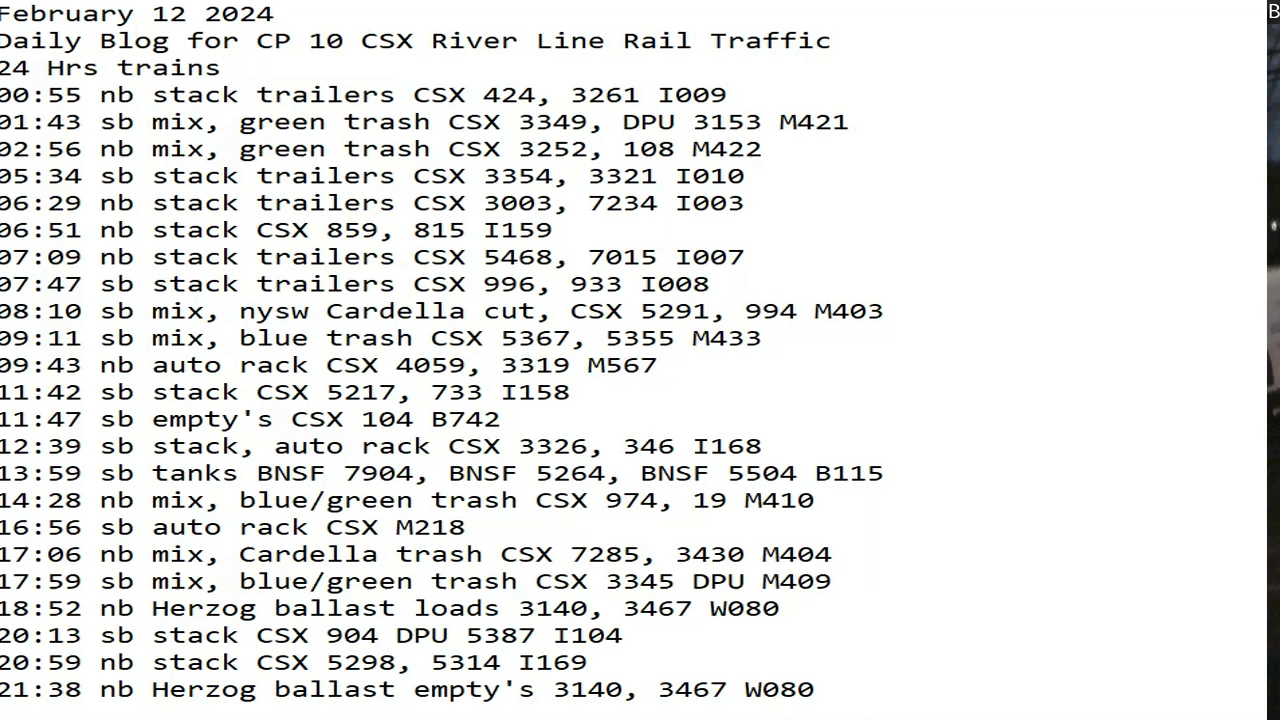 February 12 2024
Daily Blog for CP 10 CSX River Line Rail Traffic
24 Hrs trains
00:55 nb stack trailers CSX 424, 3261 I009
01:43 sb mix, green trash CSX 3349, DPU 3153 M421
02:56 nb mix, green trash CSX 3252, 108 M422
05:34 sb stack trailers CSX 3354, 3321 I010
06:29 nb stack trailers CSX 3003, 7234 I003
06:51 nb stack CSX 859, 815 I159
07:09 nb stack trailers CSX 5468, 7015 I007
07:47 sb stack trailers CSX 996, 933 I008
08:10 sb mix, nysw Cardella cut, CSX 5291, 994 M403
09:11 sb mix, blue trash CSX 5367, 5355 M433
09:43 nb auto rack CSX 4059, 3319 M567
11:42 sb stack CSX 5217, 733 I158
11:47 sb empty's CSX 104 B742
12:39 sb stack, auto rack CSX 3326, 346 I168
13:59 sb tanks BNSF 7904, BNSF 5264, BNSF 5504 B115
14:28 nb mix, blue/green trash CSX 974, 19 M410
16:56 sb auto rack CSX M218
17:06 nb mix, Cardella trash CSX 7285, 3430 M404
17:59 sb mix, blue/green trash CSX 3345 DPU M409
18:52 nb Herzog ballast loads 3140, 3467 W080
20:13 sb stack CSX 904 DPU 5387 I104
20:59 nb stack CSX 5298, 5314 I169
21:38 nb Herzog ballast empty's 3140, 3467 W080